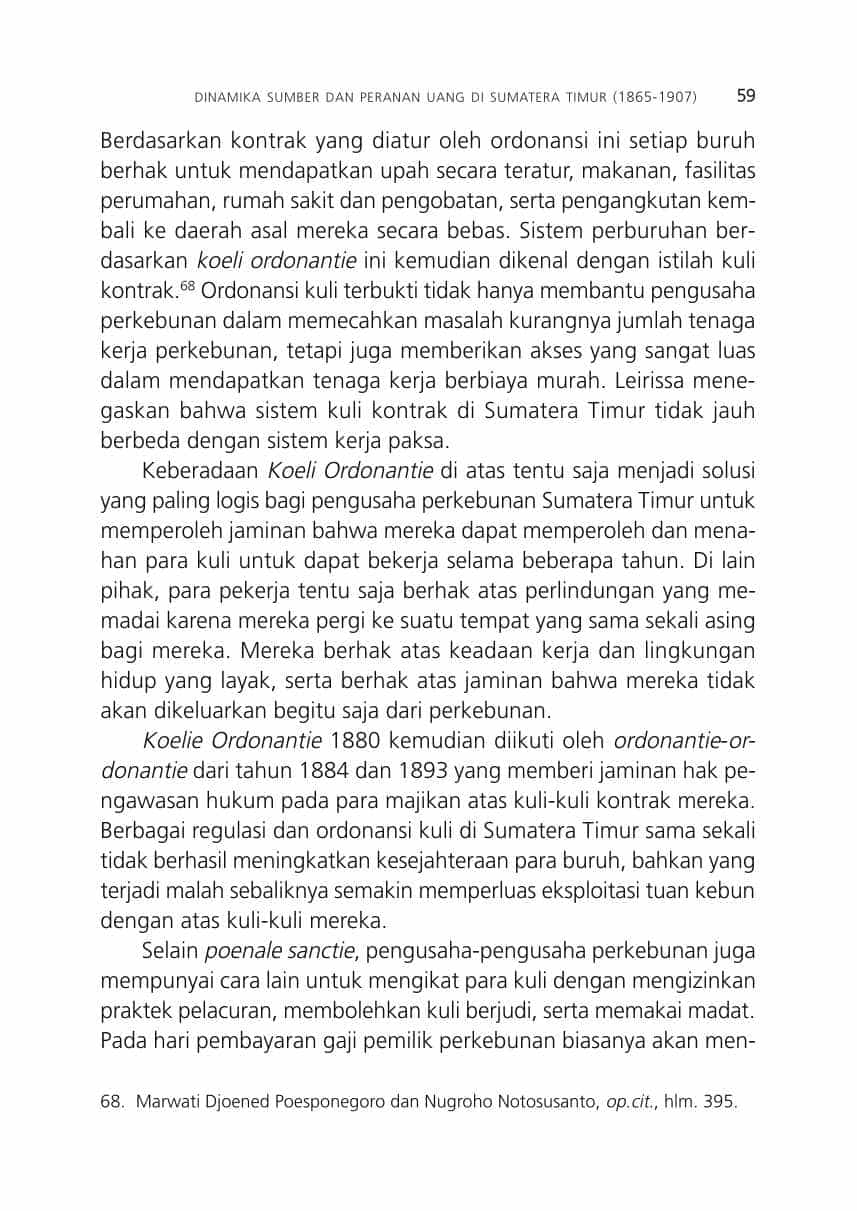 DINAMIKA SUMBER DAN PERANAN UANG DI SUMATERA TIMUR (1865-1907) 59
Berdasarkan kontrak yang diatur oleh ordonansi ini setiap buruh
berhak untuk mendapatkan upah secara teratur, makanan, fasilitas
perumahan, rumah sakit dan pengobatan, serta pengangkutan kem-
bali ke daerah asal mereka secara bebas. Sistem perburuhan ber-
dasarkan koeli ordonantie ini kemudian dikenal dengan istilah kuli
kontrak.68 Ordonansi kuli terbukti tidak hanya membantu pengusaha
perkebunan dalam memecahkan masalah kurangnya jumlah tenaga
kerja perkebunan, tetapi juga memberikan akses yang sangat luas
dalam mendapatkan tenaga kerja berbiaya murah. Leirissa mene-
gaskan bahwa sistem kuli kontrak di Sumatera Timur tidak jauh
berbeda dengan sistem kerja paksa.
Keberadaan Koeli Ordonantie di atas tentu saja menjadi solusi
yang paling logis bagi pengusaha perkebunan Sumatera Timur untuk
memperoleh jaminan bahwa mereka dapat memperoleh dan mena-
han para kuli untuk dapat bekerja selama beberapa tahun. Di lain
pihak, para pekerja tentu saja berhak atas perlindungan yang me-
madai karena mereka pergi ke suatu tempat yang sama sekali asing
bagi mereka. Mereka berhak atas keadaan kerja dan lingkungan
hidup yang layak, serta berhak atas jaminan bahwa mereka tidak
akan dikeluarkan begitu saja dari perkebunan.
Koelie Ordonantie 1880 kemudian diikuti oleh ordonantie-or-
donantie dari tahun 1884 dan 1893 yang memberi jaminan hak pe-
ngawasan hukum pada para majikan atas kuli-kuli kontrak mereka.
Berbagai regulasi dan ordonansi kuli di Sumatera Timur sama sekali
tidak berhasil meningkatkan kesejahteraan para buruh, bahkan yang
terjadi malah sebaliknya semakin memperluas eksploitasi tuan kebun
dengan atas kuli-kuli mereka.
Selain poenale sanctie, pengusaha-pengusaha perkebunan juga
mempunyai cara lain untuk mengikat para kuli dengan mengizinkan
praktek pelacuran, membolehkan kuli berjudi, serta memakai madat.
Pada hari pembayaran gaji pemilik perkebunan biasanya akan men-
68. Marwati Djoened Poesponegoro dan Nugroho Notosusanto, op.cit., hlm. 395.